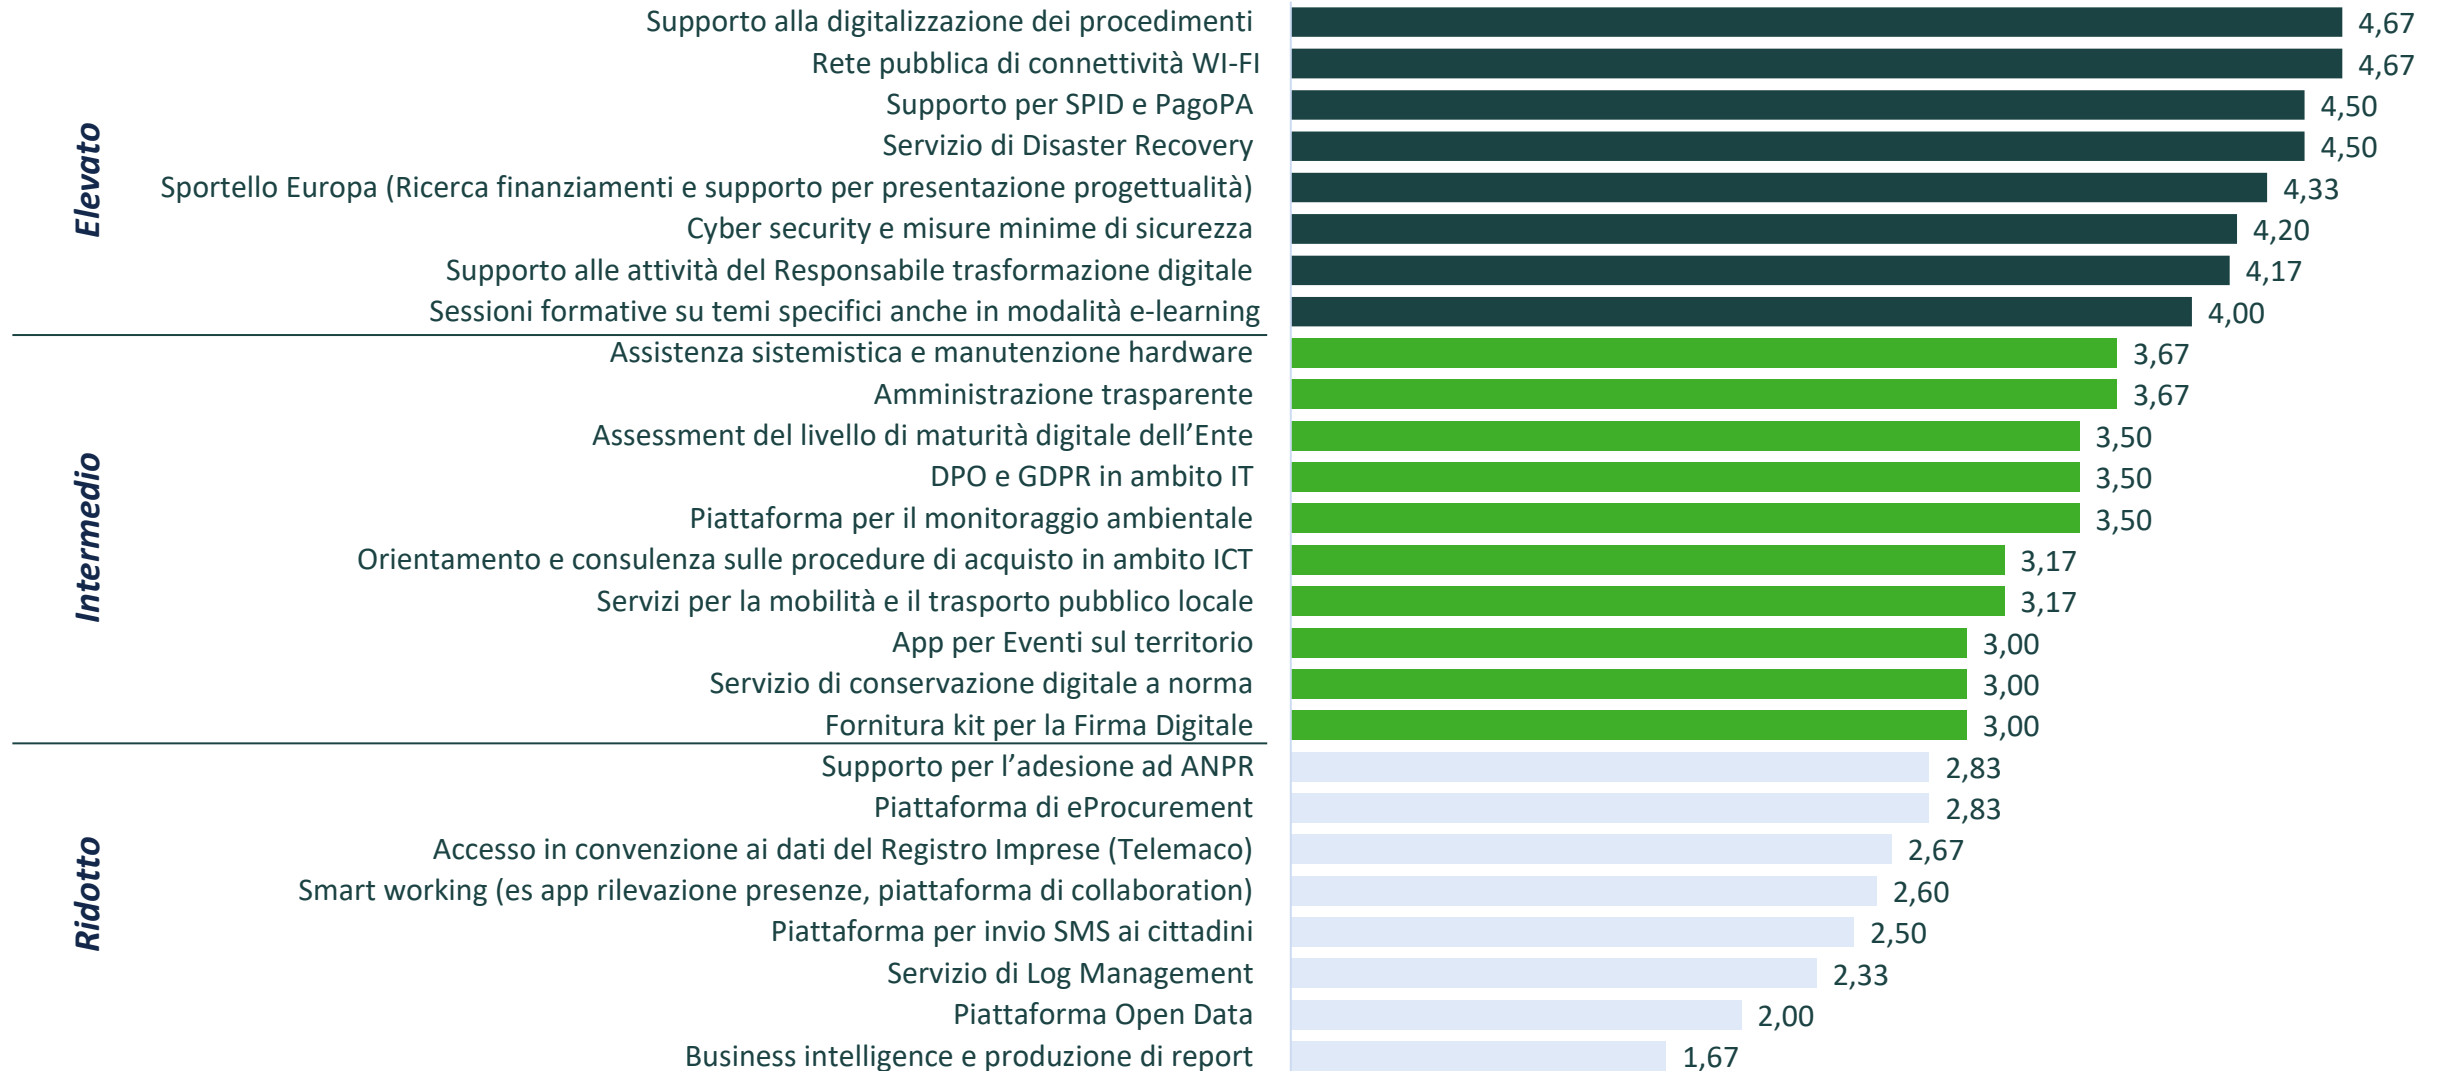 Supporto alla digitalizzazione dei procedimenti 4,67
Rete pubblica di connettività WI-FI 4,67
Supporto per SPID e PagoPA 4,50
Servizio di Disaster Recovery 4,50
Elevato
Sportello Europa (Ricerca finanziamenti e supporto per presentazione progettualità) 4,33
Cyber security e misure minime di sicurezza 4,20
Supporto alle attività del Responsabile trasformazione digitale 4,17
Sessioni formative su temi specifici anche in modalità e-learning 4,00
Assistenza sistemistica e manutenzione hardware 3,67
Amministrazione trasparente 3,67
Assessment del livello di maturità digitale dell’Ente 3,50
DPO e GDPR in ambito IT 3,50
Piattaforma per il monitoraggio ambientale 3,50
Intermedio
Orientamento e consulenza sulle procedure di acquisto in ambito ICT 3,17
Servizi per la mobilità e il trasporto pubblico locale 3,17
App per Eventi sul territorio 3,00
Servizio di conservazione digitale a norma 3,00
Fornitura kit per la Firma Digitale 3,00
Supporto per l’adesione ad ANPR 2,83
Piattaforma di eProcurement 2,83
Accesso in convenzione ai dati del Registro Imprese (Telemaco) 2,67
Smart working (es app rilevazione presenze, piattaforma di collaboration) 2,60
Ridotto
Piattaforma per invio SMS ai cittadini 2,50
Servizio di Log Management 2,33
Piattaforma Open Data 2,00
Business intelligence e produzione di report 1,67